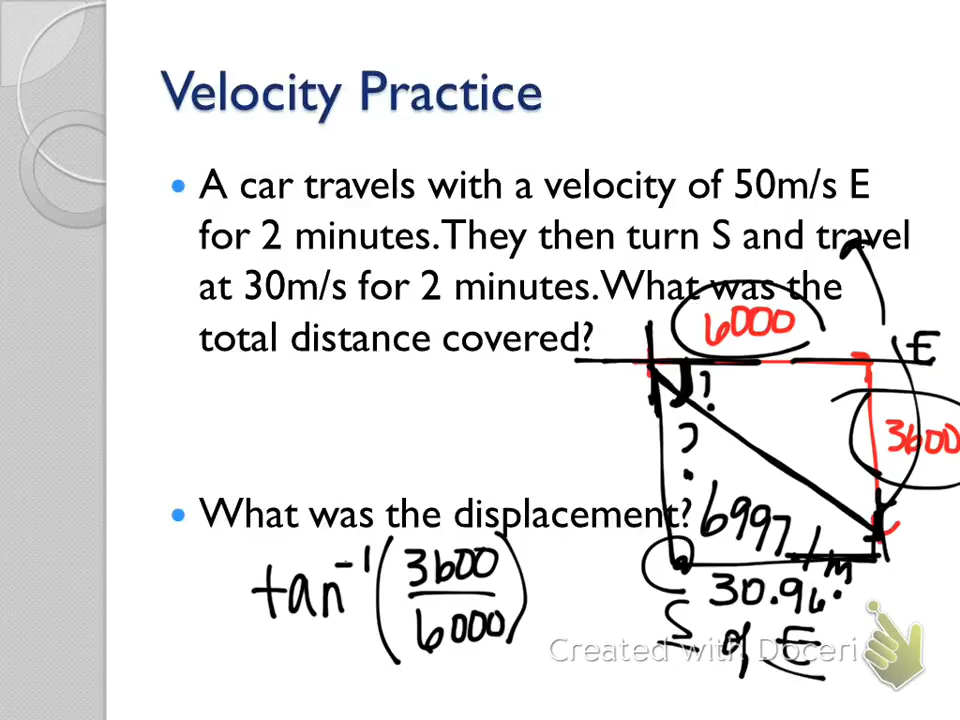 Velocity Practice
A car travels with a velocity of 50m/s E
for 2 minutes. They then turn S and travel
at 30m/s for 2 minutes. What was the
total distance covered?
6000
E
?
3600
?
What was the displacement?
6997 m
tan⁻¹(3600/6000)
30.96°
S of E
Created with Doceri